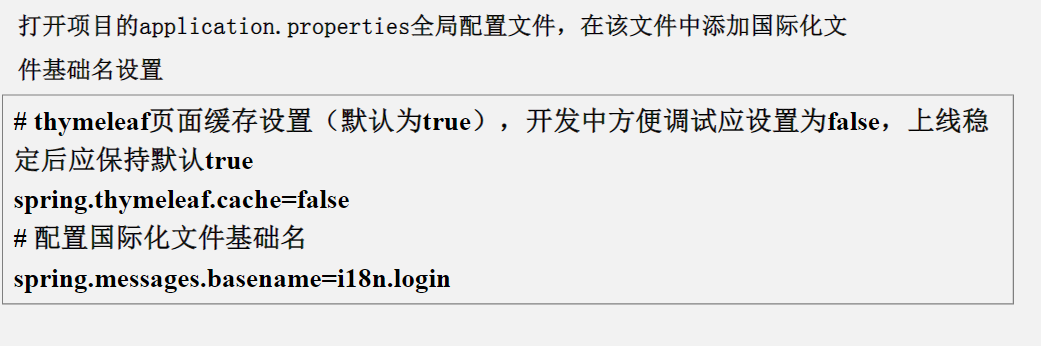 打开项目的application.properties全局配置文件，在该文件中添加国际化文
件基础名设置
# thymeleaf页面缓存设置（默认为true），开发中方便调试应设置为false，上线稳
定后应保持默认true
spring.thymeleaf.cache=false
# 配置国际化文件基础名
spring.messages.basename=i18n.login